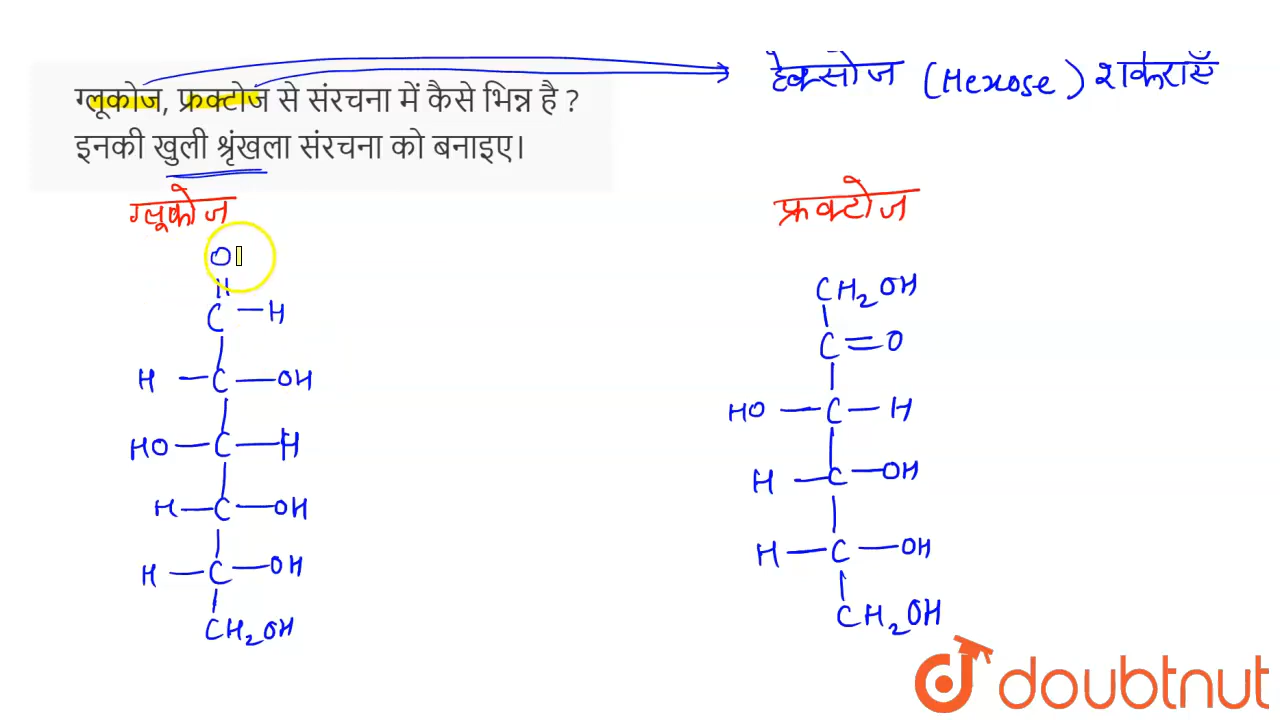 हेक्सोज (Hexose) शर्कराएँ
ग्लूकोज, फ्रक्टोज से संरचना में कैसे भिन्न है ?
इनकी खुली श्रृंखला संरचना को बनाइए।
ग्लूकोज
फ्रक्टोज
O
C – H
H – C – OH
HO – C – H
H – C – OH
H – C – OH
CH2OH
CH2OH
C = O
HO – C – H
H – C – OH
H – C – OH
CH2OH
doubtnut